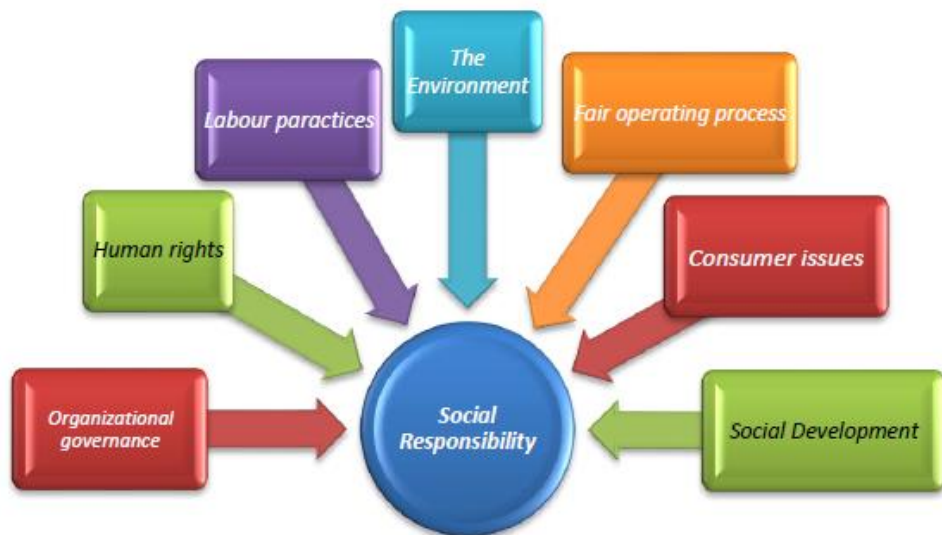 The
Environment
Fair operating process
Labour paractices
Human rights
Consumer issues
Organizational
governance
Social
Responsibility
Social Development